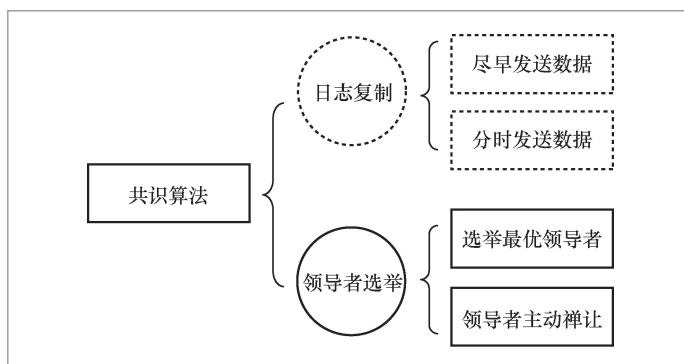 共识算法
日志复制
尽早发送数据
分时发送数据
领导者选举
选举最优领导者
领导者主动禅让